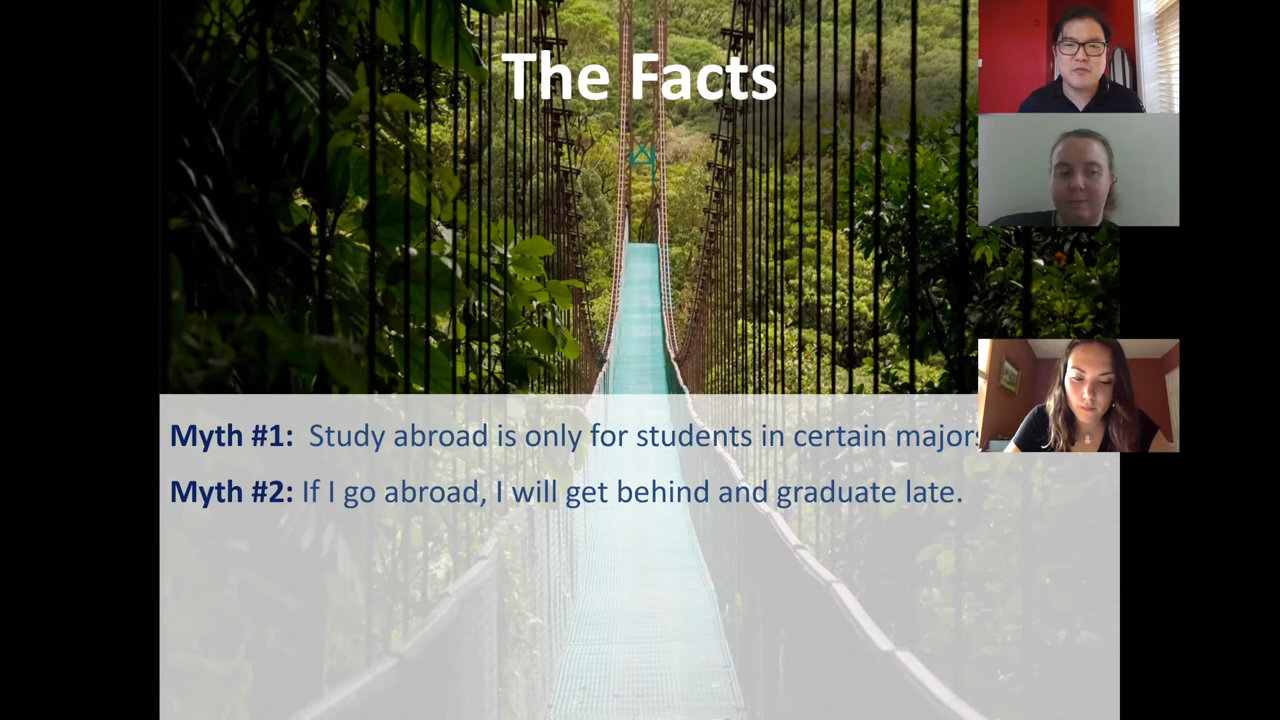 The Facts
Myth #1: Study abroad is only for students in certain majors
Myth #2: If I go abroad, I will get behind and graduate late.